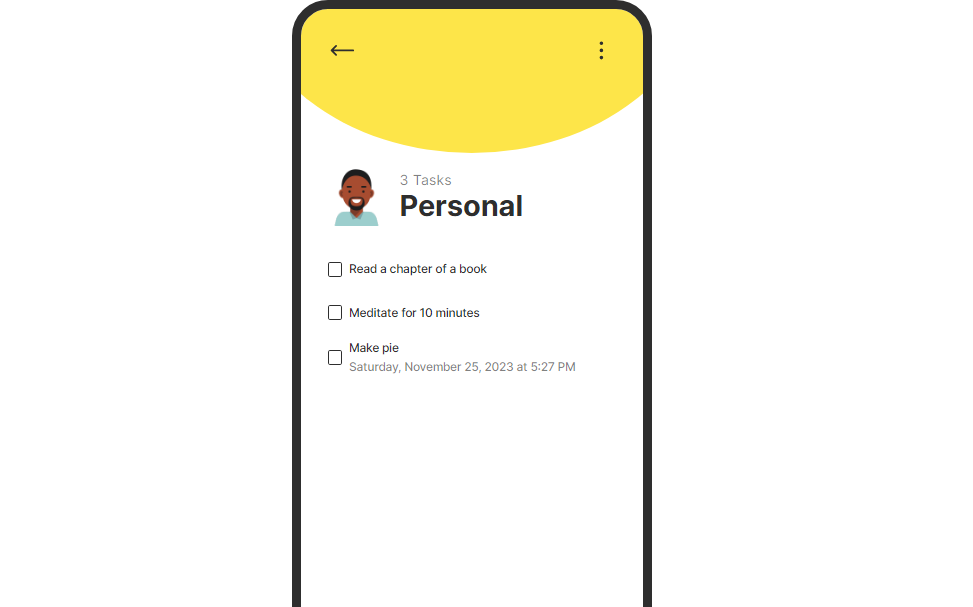 3 Tasks
Personal
Read a chapter of a book
Meditate for 10 minutes
Make pie
Saturday, November 25, 2023 at 5:27 PM